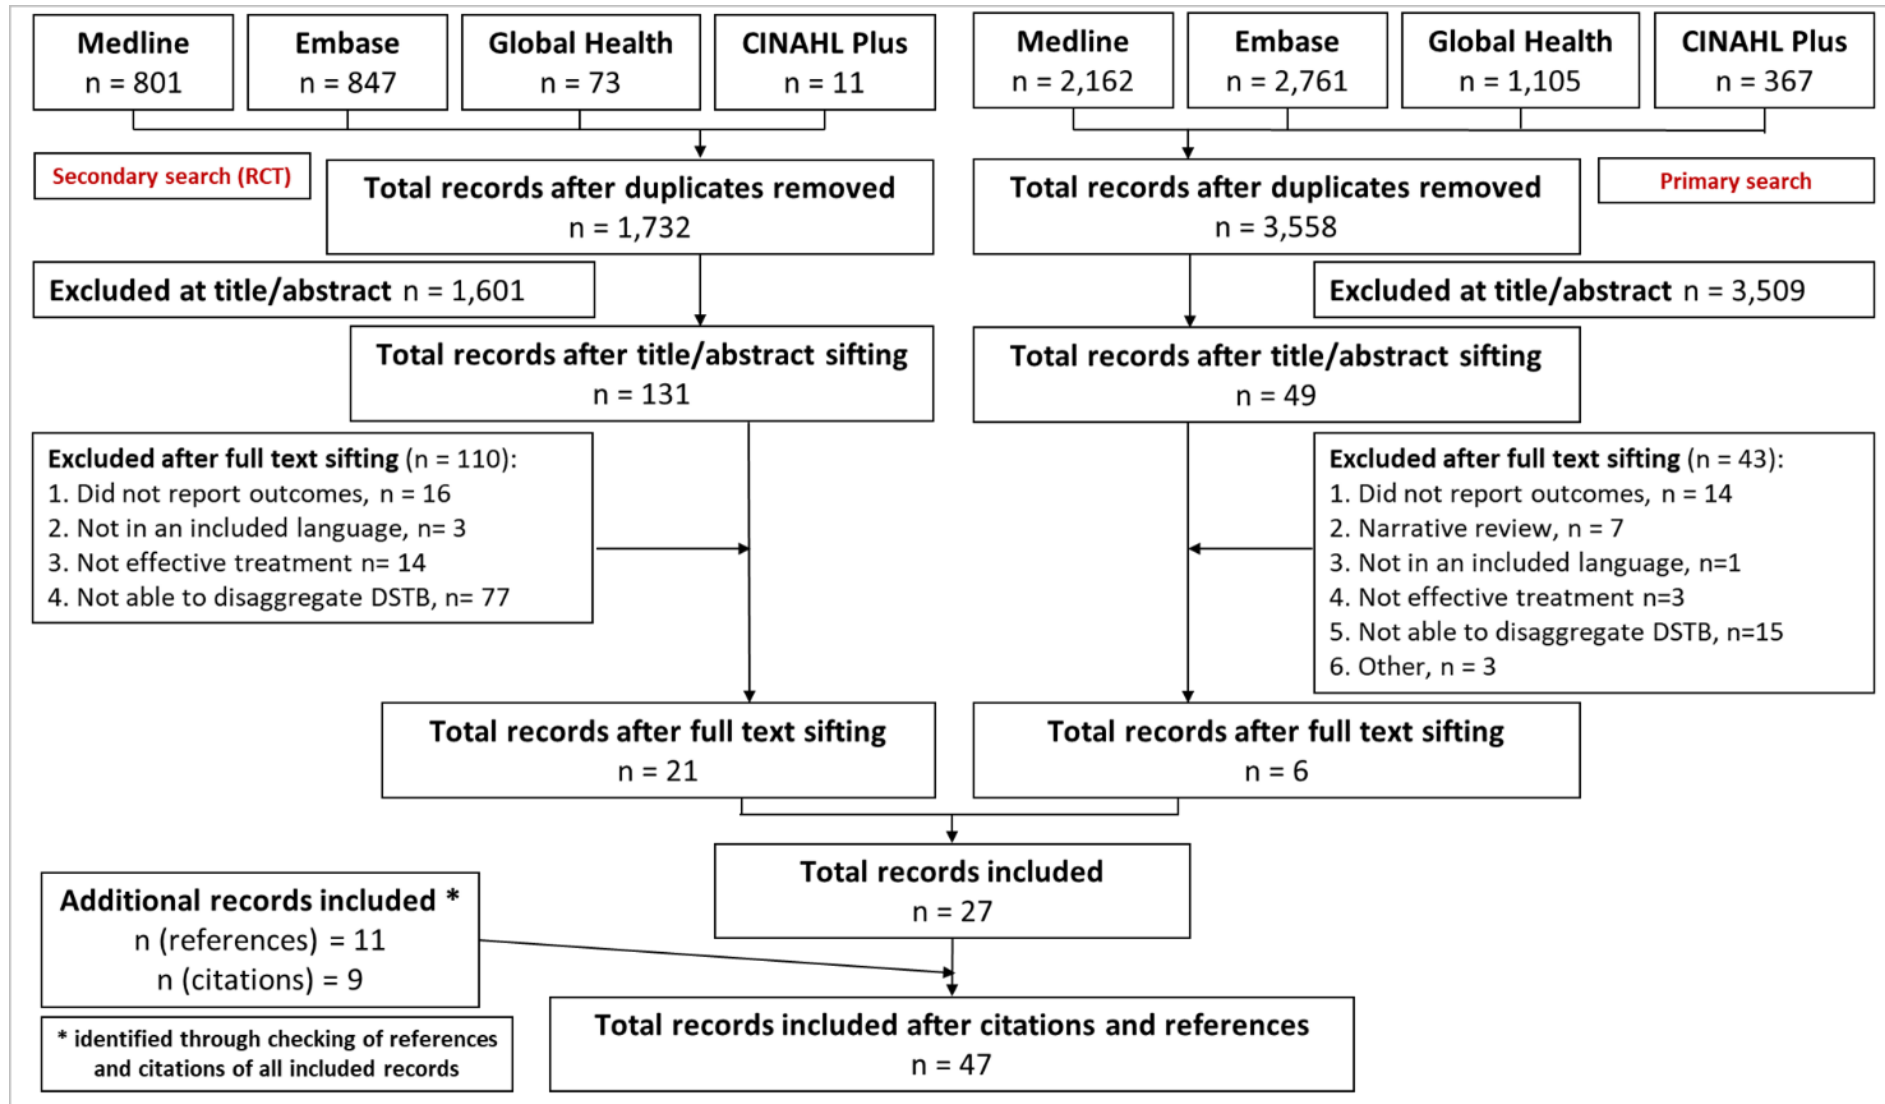 Medline
n = 801
Embase
n = 847
Global Health
n = 73
CINAHL Plus
n = 11
Medline
n = 2,162
Embase
n = 2,761
Global Health
n = 1,105
CINAHL Plus
n = 367
Secondary search (RCT)
Total records after duplicates removed
n = 1,732
Total records after duplicates removed
n = 3,558
Primary search
Excluded at title/abstract n = 1,601
Excluded at title/abstract n = 3,509
Total records after title/abstract sifting
n = 131
Total records after title/abstract sifting
n = 49
Excluded after full text sifting (n = 110):
1. Did not report outcomes, n = 16
2. Not in an included language, n= 3
3. Not effective treatment n= 14
4. Not able to disaggregate DSTB, n= 77
Excluded after full text sifting (n = 43):
1. Did not report outcomes, n = 14
2. Narrative review, n = 7
3. Not in an included language, n=1
4. Not effective treatment n=3
5. Not able to disaggregate DSTB, n=15
6. Other, n = 3
Total records after full text sifting
n = 21
Total records after full text sifting
n = 6
Total records included
n = 27
Additional records included *
n (references) = 11
n (citations) = 9
* identified through checking of references
and citations of all included records
Total records included after citations and references
n = 47